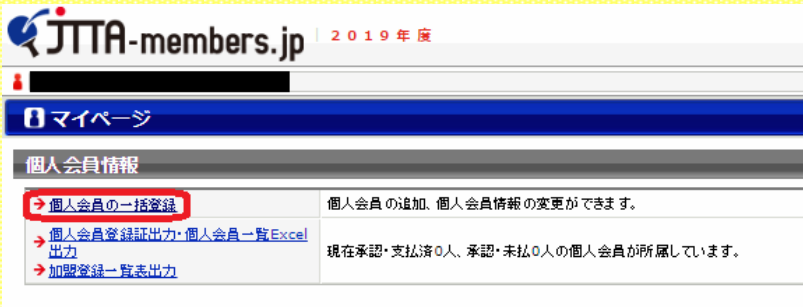 JTTA-members.jp 2019年度
マイページ
個人会員情報
個人会員の一括登録 個人会員の追加、個人会員情報の変更ができます。
個人会員登録証出力・個人会員一覧Excel
出力
現在承認・支払済0人、承認・未払0人の個人会員が所属しています。
加盟登録一覧表出力